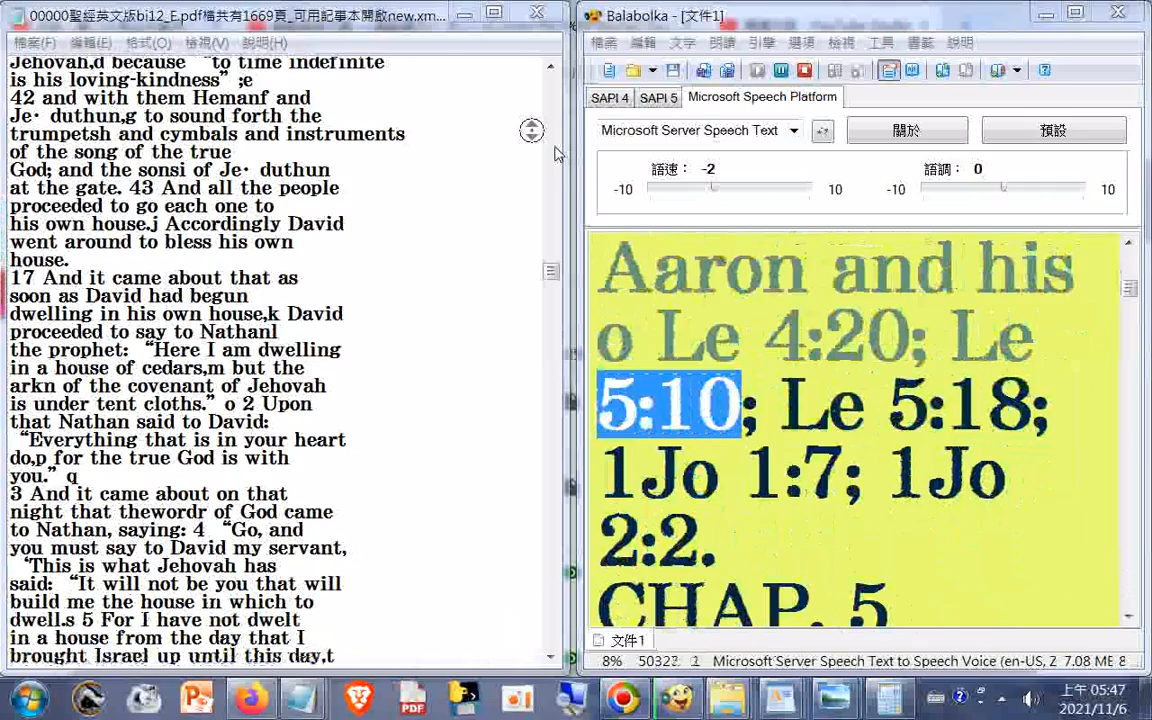 00000聖經英文版bi12_E.pdf檔共有1669頁_可用記事本開啟new.xm...
檔案(F) 編輯(E) 格式(O) 檢視(V) 說明(H)
Jehovah,d because “to time indefinite
is his loving-kindness” ;e
42 and with them Hemanf and
Je· duthun,g to sound forth the
trumpetsh and cymbals and instruments
of the song of the true
God; and the sonsi of Je· duthun
at the gate. 43 And all the people
proceeded to go each one to
his own house.j Accordingly David
went around to bless his own
house.
17 And it came about that as
soon as David had begun
dwelling in his own house,k David
proceeded to say to Nathanl
the prophet: “Here I am dwelling
in a house of cedars,m but the
arkn of the covenant of Jehovah
is under tent cloths.” o 2 Upon
that Nathan said to David:
“Everything that is in your heart
do,p for the true God is with
you.” q
3 And it came about on that
night that thewordr of God came
to Nathan, saying: 4 “Go, and
you must say to David my servant,
‘This is what Jehovah has
said: “It will not be you that will
build me the house in which to
dwell.s 5 For I have not dwelt
in a house from the day that I
brought Israel up until this day,t
Balabolka - [文件1]
檔案 編輯 文字 朗讀 引擎 選項 檢視 工具 書籤 說明
SAPI 4 SAPI 5 Microsoft Speech Platform
Microsoft Server Speech Text 關於 預設
語速： -2 語調： 0
-10 10 -10 10
Aaron and his
o Le 4:20; Le
5:10; Le 5:18;
1Jo 1:7; 1Jo
2:2.
CHAP. 5
文件1
8% 50327: 1 Microsoft Server Speech Text to Speech Voice (en-US, 2 7.08 MB 8
PDF
上午 05:47
2021/11/6